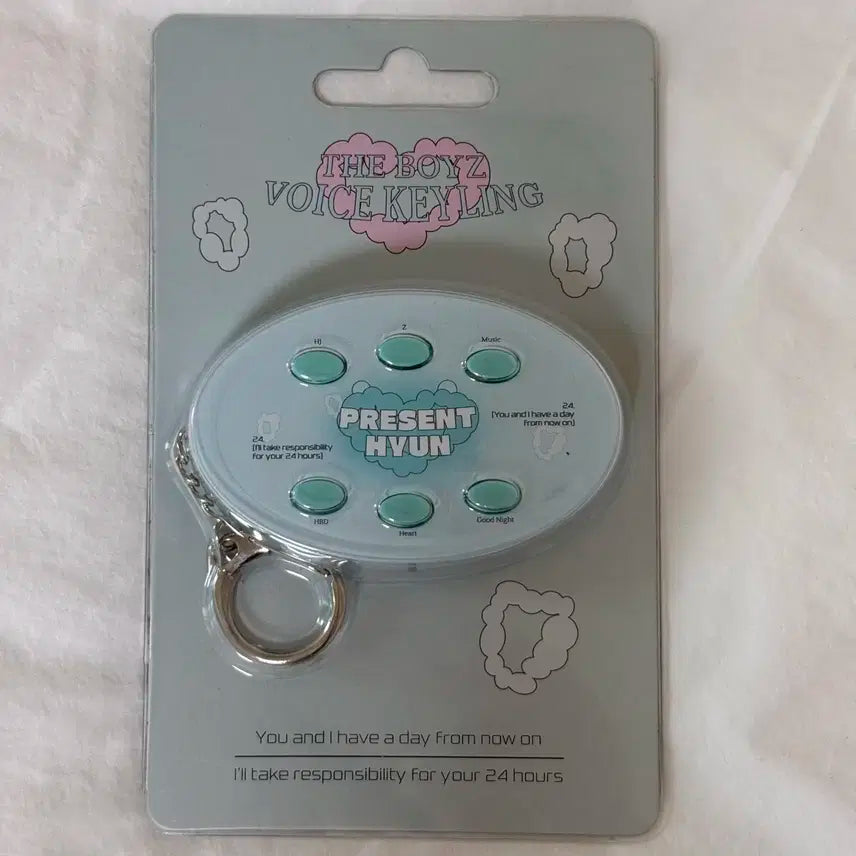 THE BOYZ
VOICE KEYLING
HJ
Z
Music
PRESENT
HYUN
24.
[You and I have a day
from now on]
24.
[I'll take responsibility
for your 24 hours]
HBD
Heart
Good Night
You and I have a day from now on
I'll take responsibility for your 24 hours